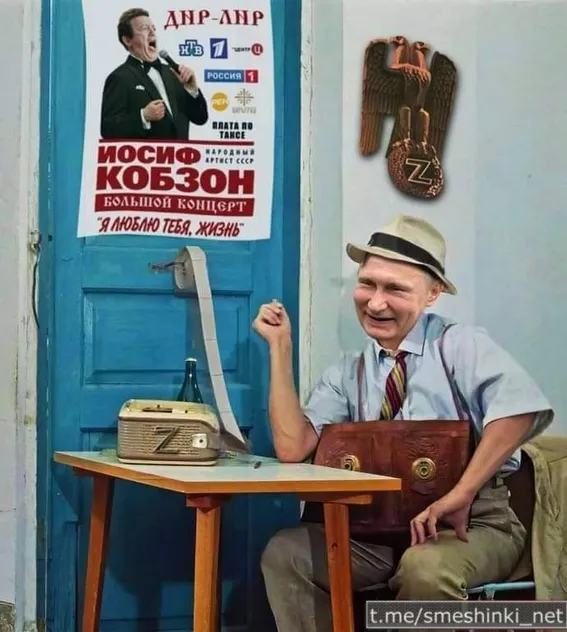 ДНР-ЛНР
НТВ 1 ЦЕНТР
РОССИЯ 1
РЕН
ПЛАТА ПО
ТАКСЕ
ИОСИФ НАРОДНЫЙ
АРТИСТ СССР
КОБЗОН
БОЛЬШОЙ КОНЦЕРТ
"Я ЛЮБЛЮ ТЕБЯ, ЖИЗНЬ"
Z
Z
t.me/smeshinki_net